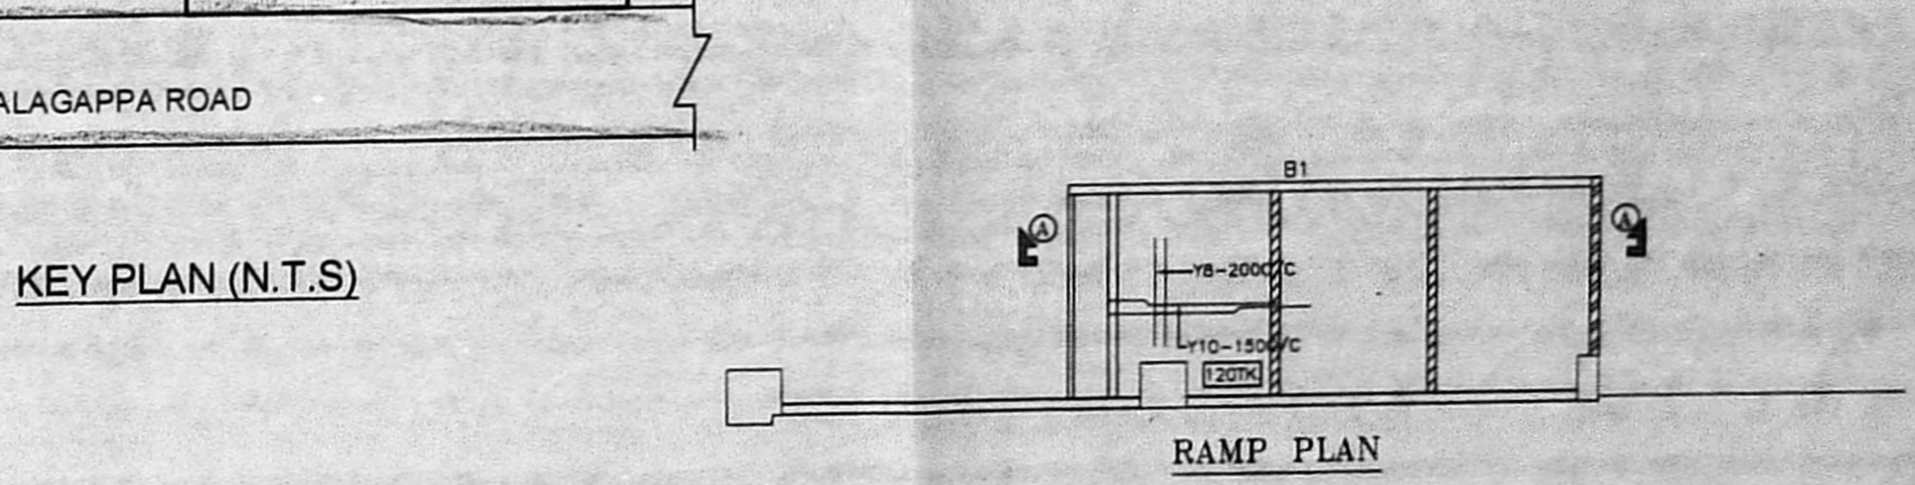 ALAGAPPA ROAD
KEY PLAN (N.T.S)
B1
A
A
Y8-200C/C
Y10-150C/C
120TK
RAMP PLAN